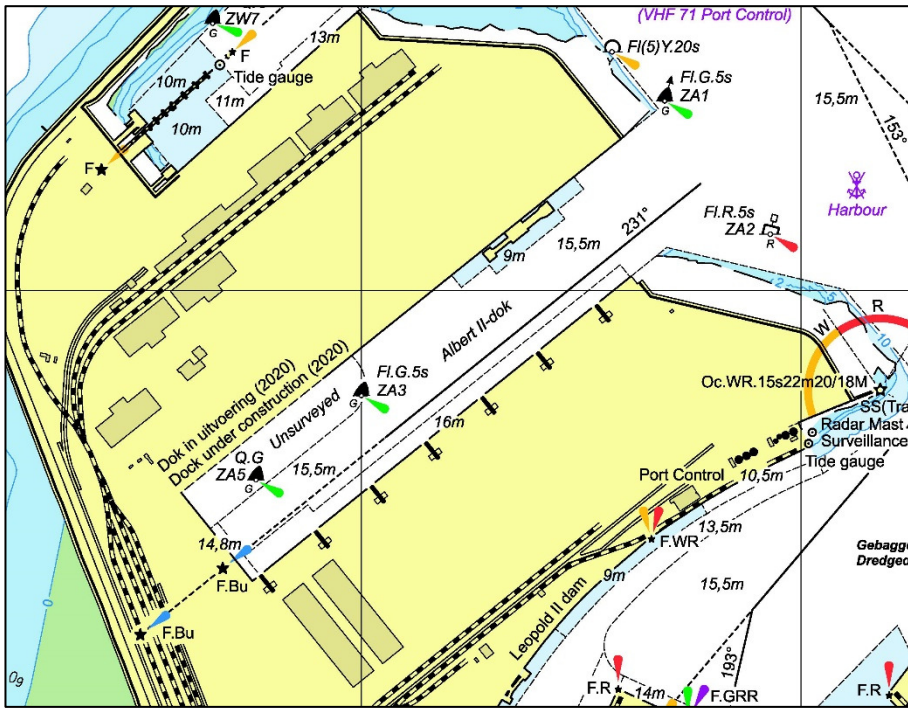 (VHF 71 Port Control)
ZW7
G
F
13m
Fl(5)Y.20s
Tide gauge
10m
11m
Fl.G.5s
ZA1
G
15,5m
153°
10m
F
Harbour
Fl.R.5s
ZA2
R
231°
15,5m
9m
2
5
10
R
W
Albert II-dok
Dok in uitvoering (2020)
Dock under construction (2020)
Unsurveyed
Fl.G.5s
ZA3
G
Oc.WR.15s22m20/18M
SS(Tra
16m
Radar Mast
Surveillance
Tide gauge
Q.G
ZA5
G
15,5m
Port Control
10,5m
14,8m
13,5m
F.WR
Gebagge
Dredged
F.Bu
9m
15,5m
Leopold II dam
F.Bu
0
193°
F.R
14m
F.GRR
F.R